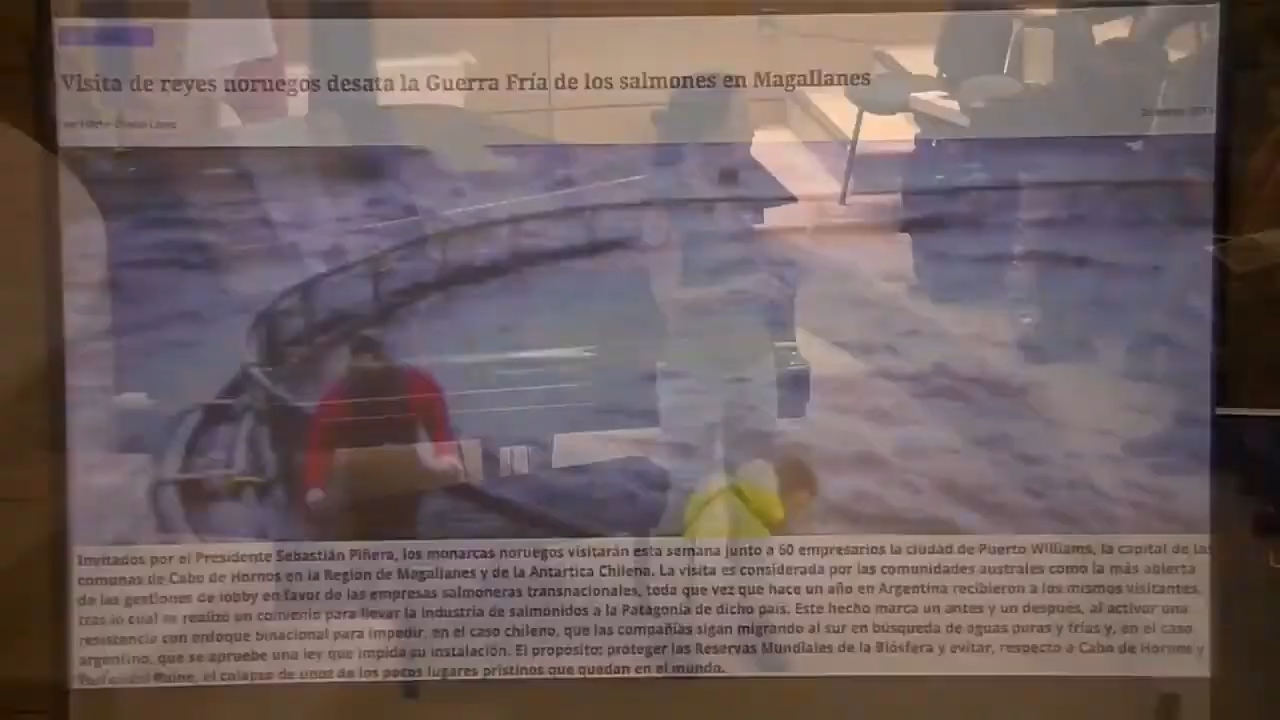 Visita de reyes noruegos desata la Guerra Fría de los salmones en Magallanes
Invitados por el Presidente Sebastián Piñera, los monarcas noruegos visitarán esta semana junto a 60 empresarios la ciudad de Puerto Williams, la capital de las
comunas de Cabo de Hornos en la Región de Magallanes y de la Antártica Chilena. La visita es considerada por las comunidades australes como la más abierta
de las gestiones de lobby en favor de las empresas salmoneras transnacionales, toda vez que hace un año en Argentina recibieron a los mismos visitantes,
tras lo cual se realizó un convenio para llevar la industria de salmónidos a la Patagonia de dicho país. Este hecho marca un antes y un después, al activar una
resistencia con enfoque binacional para impedir, en el caso chileno, que las compañías sigan migrando al sur en búsqueda de aguas puras y frías y, en el caso
argentino, que se apruebe una ley que impida su instalación. El propósito: proteger las Reservas Mundiales de la Biósfera y evitar, respecto a Cabo de Hornos y
Paine, el colapso de unos de los pocos lugares prístinos que quedan en el mundo.